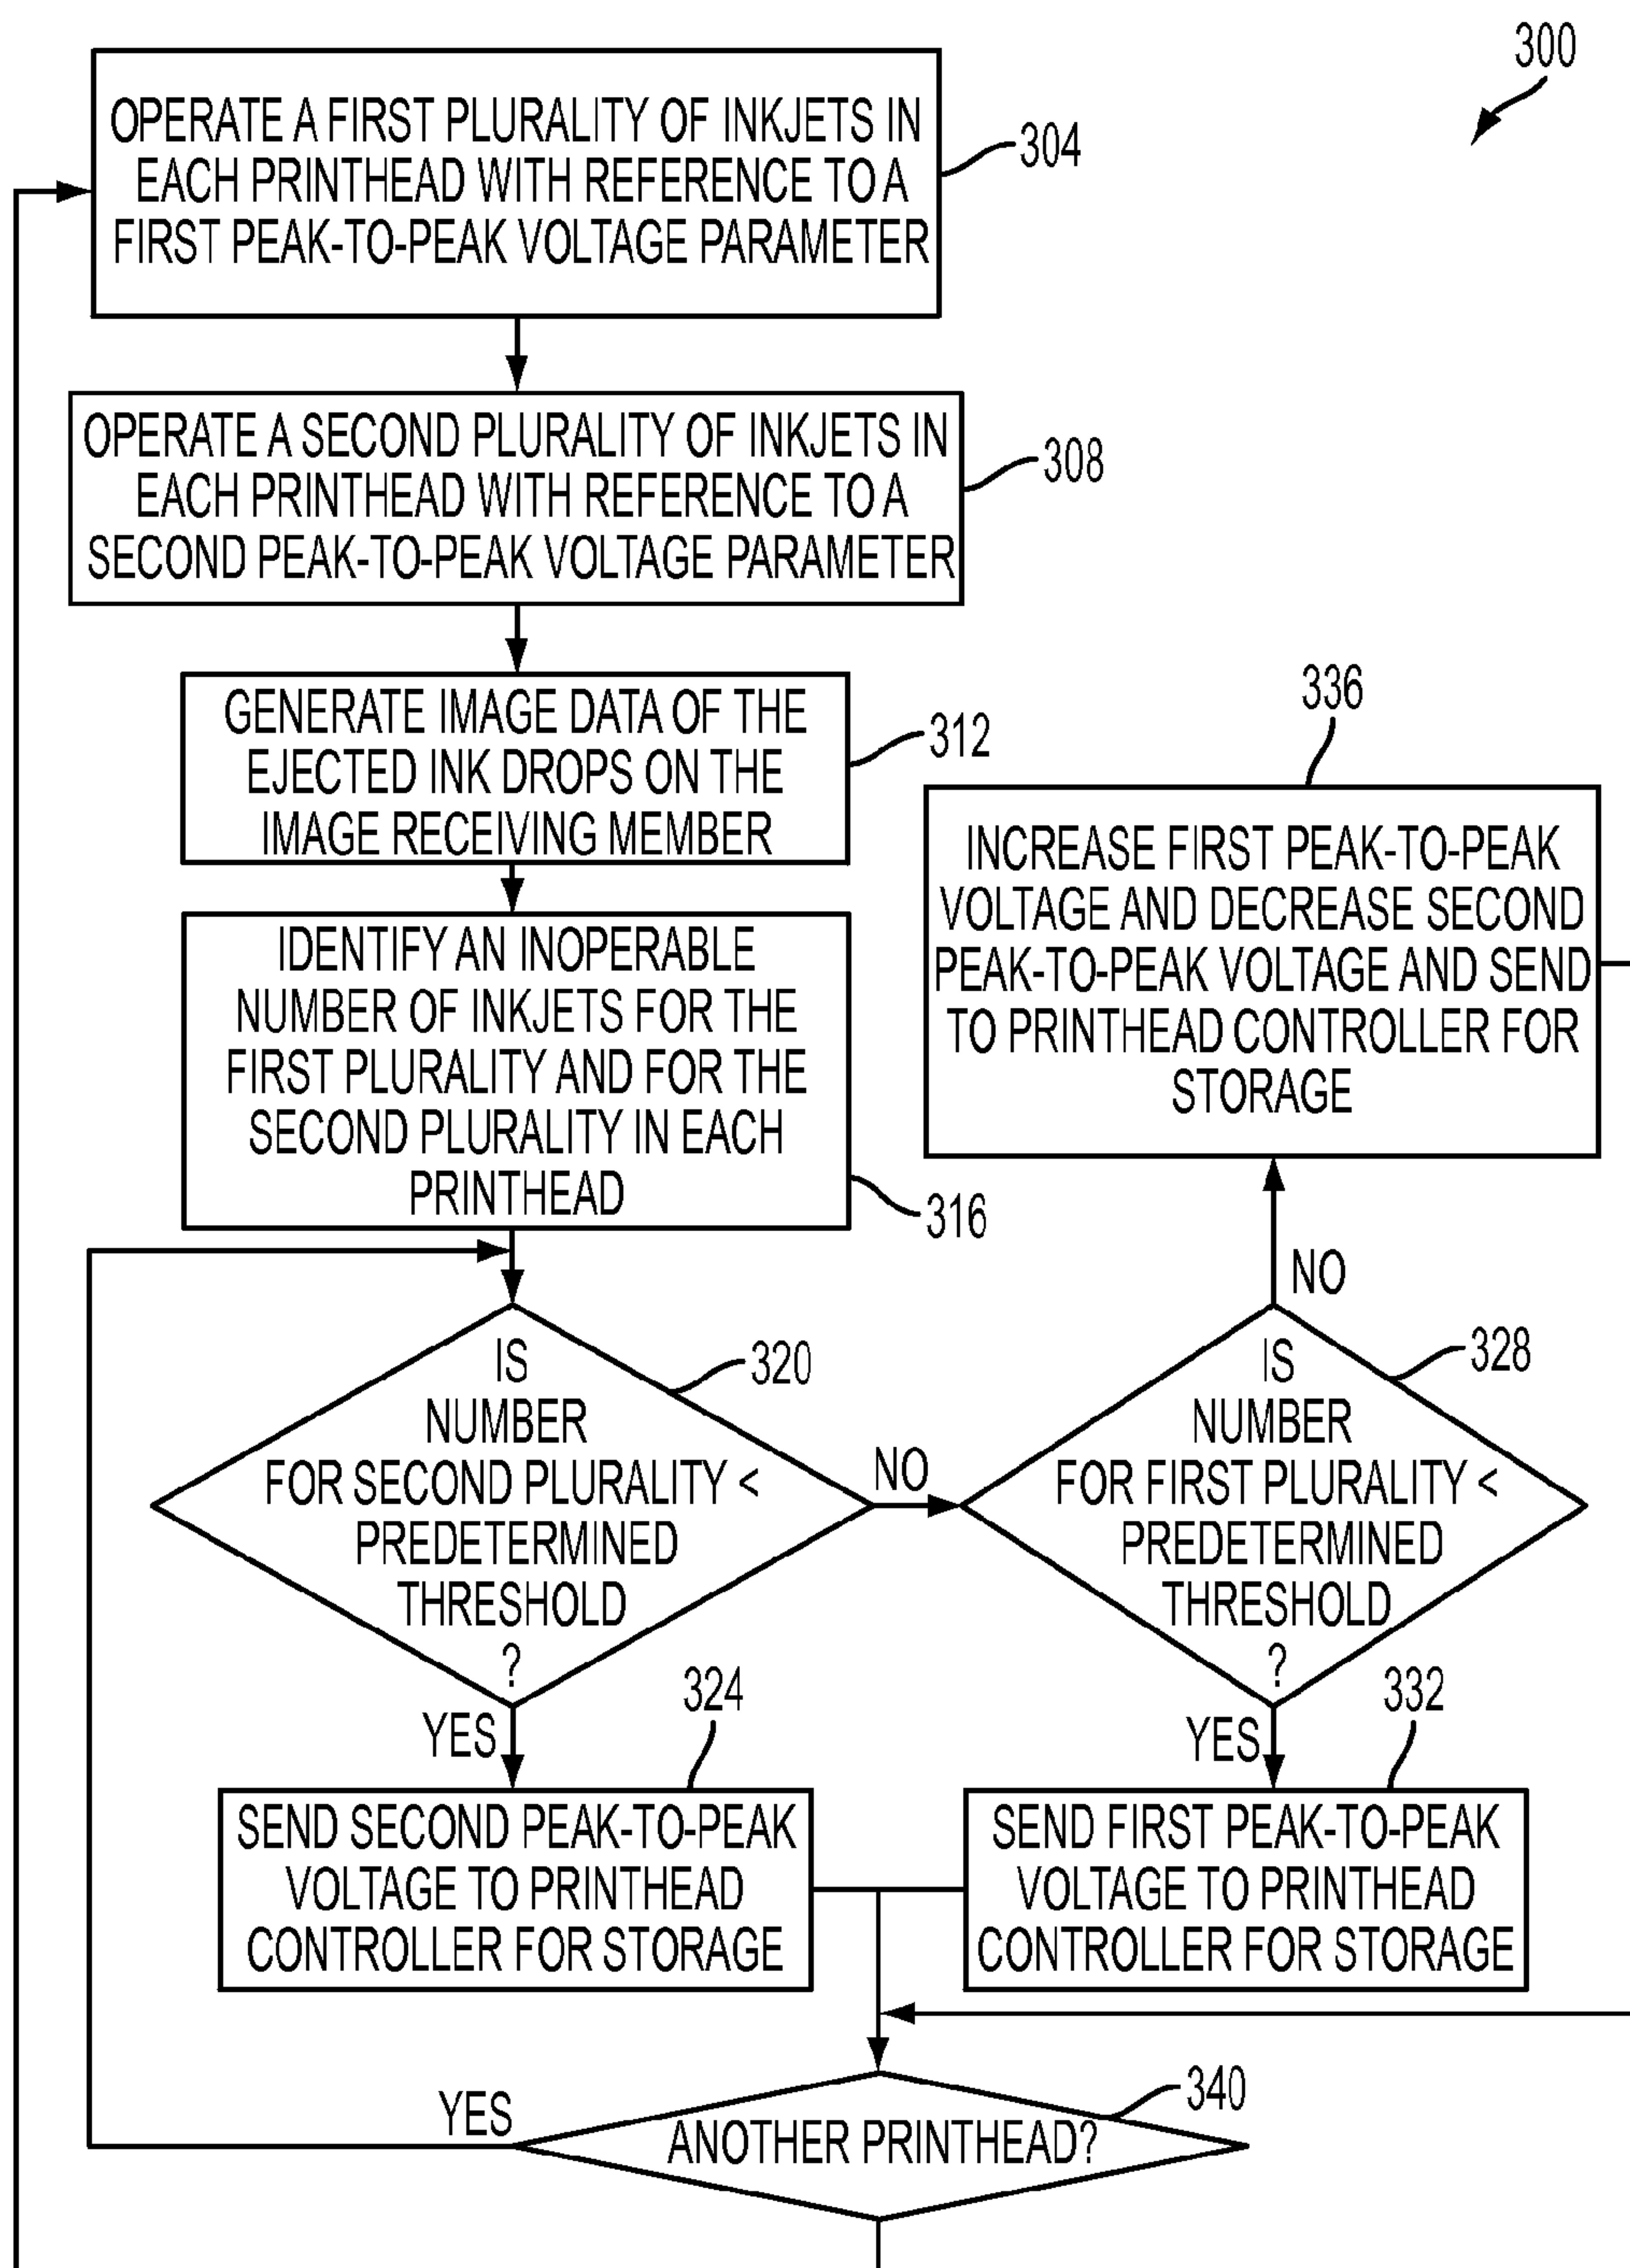 300
OPERATE A FIRST PLURALITY OF INKJETS IN
EACH PRINTHEAD WITH REFERENCE TO A
FIRST PEAK-TO-PEAK VOLTAGE PARAMETER
304
OPERATE A SECOND PLURALITY OF INKJETS IN
EACH PRINTHEAD WITH REFERENCE TO A
SECOND PEAK-TO-PEAK VOLTAGE PARAMETER
308
GENERATE IMAGE DATA OF THE
EJECTED INK DROPS ON THE
IMAGE RECEIVING MEMBER
312
IDENTIFY AN INOPERABLE
NUMBER OF INKJETS FOR THE
FIRST PLURALITY AND FOR THE
SECOND PLURALITY IN EACH
PRINTHEAD
316
336
INCREASE FIRST PEAK-TO-PEAK
VOLTAGE AND DECREASE SECOND
PEAK-TO-PEAK VOLTAGE AND SEND
TO PRINTHEAD CONTROLLER FOR
STORAGE
NO
IS
NUMBER
FOR SECOND PLURALITY <
PREDETERMINED
THRESHOLD
?
320
NO
IS
NUMBER
FOR FIRST PLURALITY <
PREDETERMINED
THRESHOLD
?
328
YES
324
SEND SECOND PEAK-TO-PEAK
VOLTAGE TO PRINTHEAD
CONTROLLER FOR STORAGE
YES
332
SEND FIRST PEAK-TO-PEAK
VOLTAGE TO PRINTHEAD
CONTROLLER FOR STORAGE
YES
ANOTHER PRINTHEAD?
340